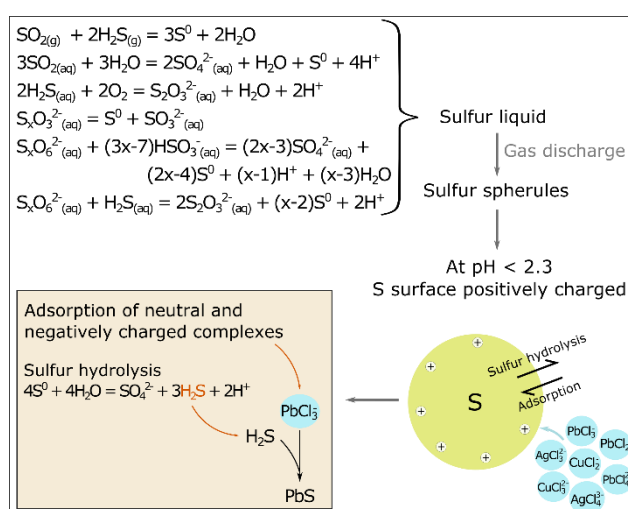 SO₂₍g₎ + 2H₂S₍g₎ = 3S⁰ + 2H₂O
3SO₂₍aq₎ + 3H₂O = 2SO₄²⁻₍aq₎ + H₂O + S⁰ + 4H⁺
2H₂S₍aq₎ + 2O₂ = S₂O₃²⁻₍aq₎ + H₂O + 2H⁺
SₓO₃²⁻₍aq₎ = S⁰ + SO₃²⁻₍aq₎
SₓO₆²⁻₍aq₎ + (3x-7)HSO₃⁻₍aq₎ = (2x-3)SO₄²⁻₍aq₎ +
(2x-4)S⁰ + (x-1)H⁺ + (x-3)H₂O
SₓO₆²⁻₍aq₎ + H₂S₍aq₎ = 2S₂O₃²⁻₍aq₎ + (x-2)S⁰ + 2H⁺
Sulfur liquid
Gas discharge
Sulfur spherules
At pH < 2.3
S surface positively charged
Adsorption of neutral and
negatively charged complexes
Sulfur hydrolysis
4S⁰ + 4H₂O = SO₄²⁻ + 3H₂S + 2H⁺
PbCl₃⁻
H₂S
PbS
S
Sulfur hydrolysis
Adsorption
PbCl₃⁻
PbCl₂
AgCl₃²⁻
CuCl₂⁻
PbCl₄²⁻
CuCl₃²⁻
AgCl₄³⁻